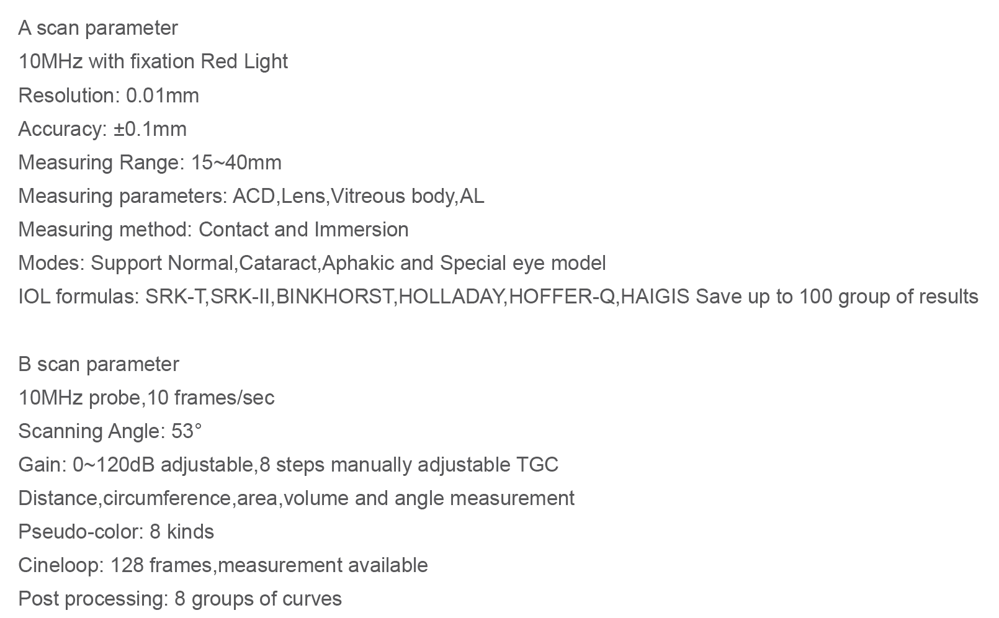 A scan parameter
10MHz with fixation Red Light
Resolution: 0.01mm
Accuracy: ±0.1mm
Measuring Range: 15~40mm
Measuring parameters: ACD,Lens,Vitreous body,AL
Measuring method: Contact and Immersion
Modes: Support Normal,Cataract,Aphakic and Special eye model
IOL formulas: SRK-T,SRK-II,BINKHORST,HOLLADAY,HOFFER-Q,HAIGIS Save up to 100 group of results
B scan parameter
10MHz probe,10 frames/sec
Scanning Angle: 53°
Gain: 0~120dB adjustable,8 steps manually adjustable TGC
Distance,circumference,area,volume and angle measurement
Pseudo-color: 8 kinds
Cineloop: 128 frames,measurement available
Post processing: 8 groups of curves